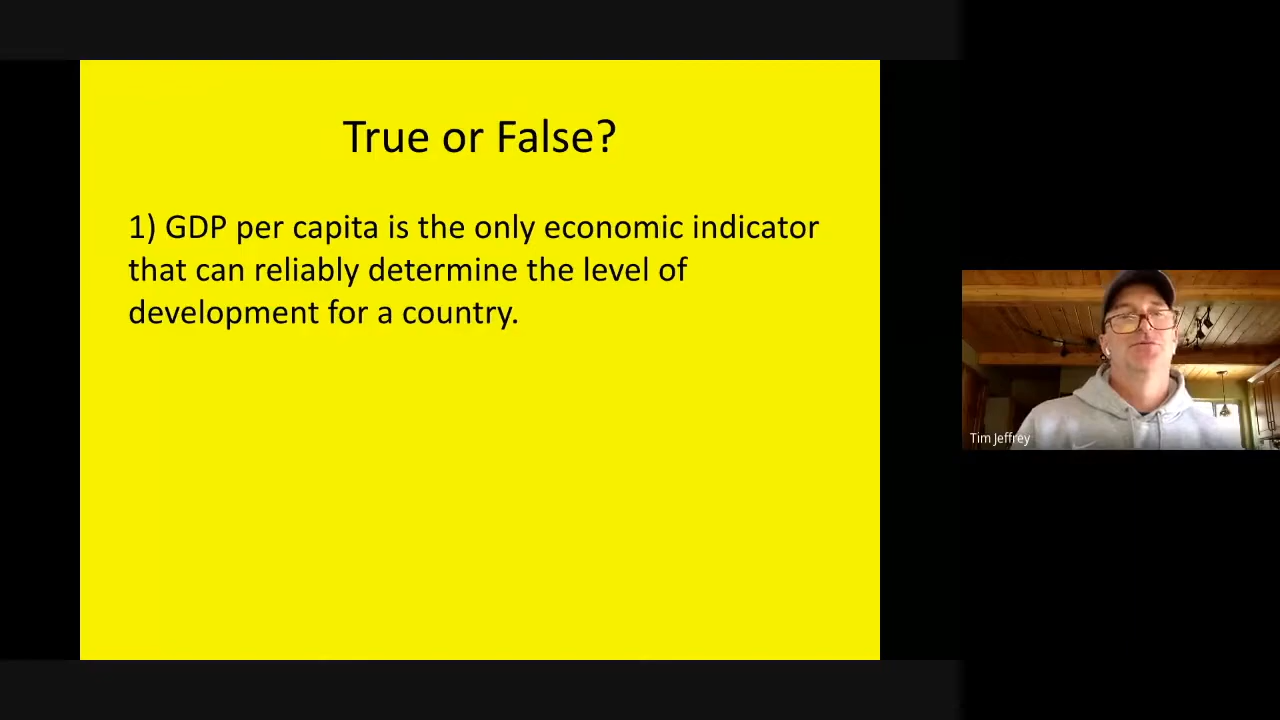 True or False?
1) GDP per capita is the only economic indicator
that can reliably determine the level of
development for a country.
Tim Jeffrey